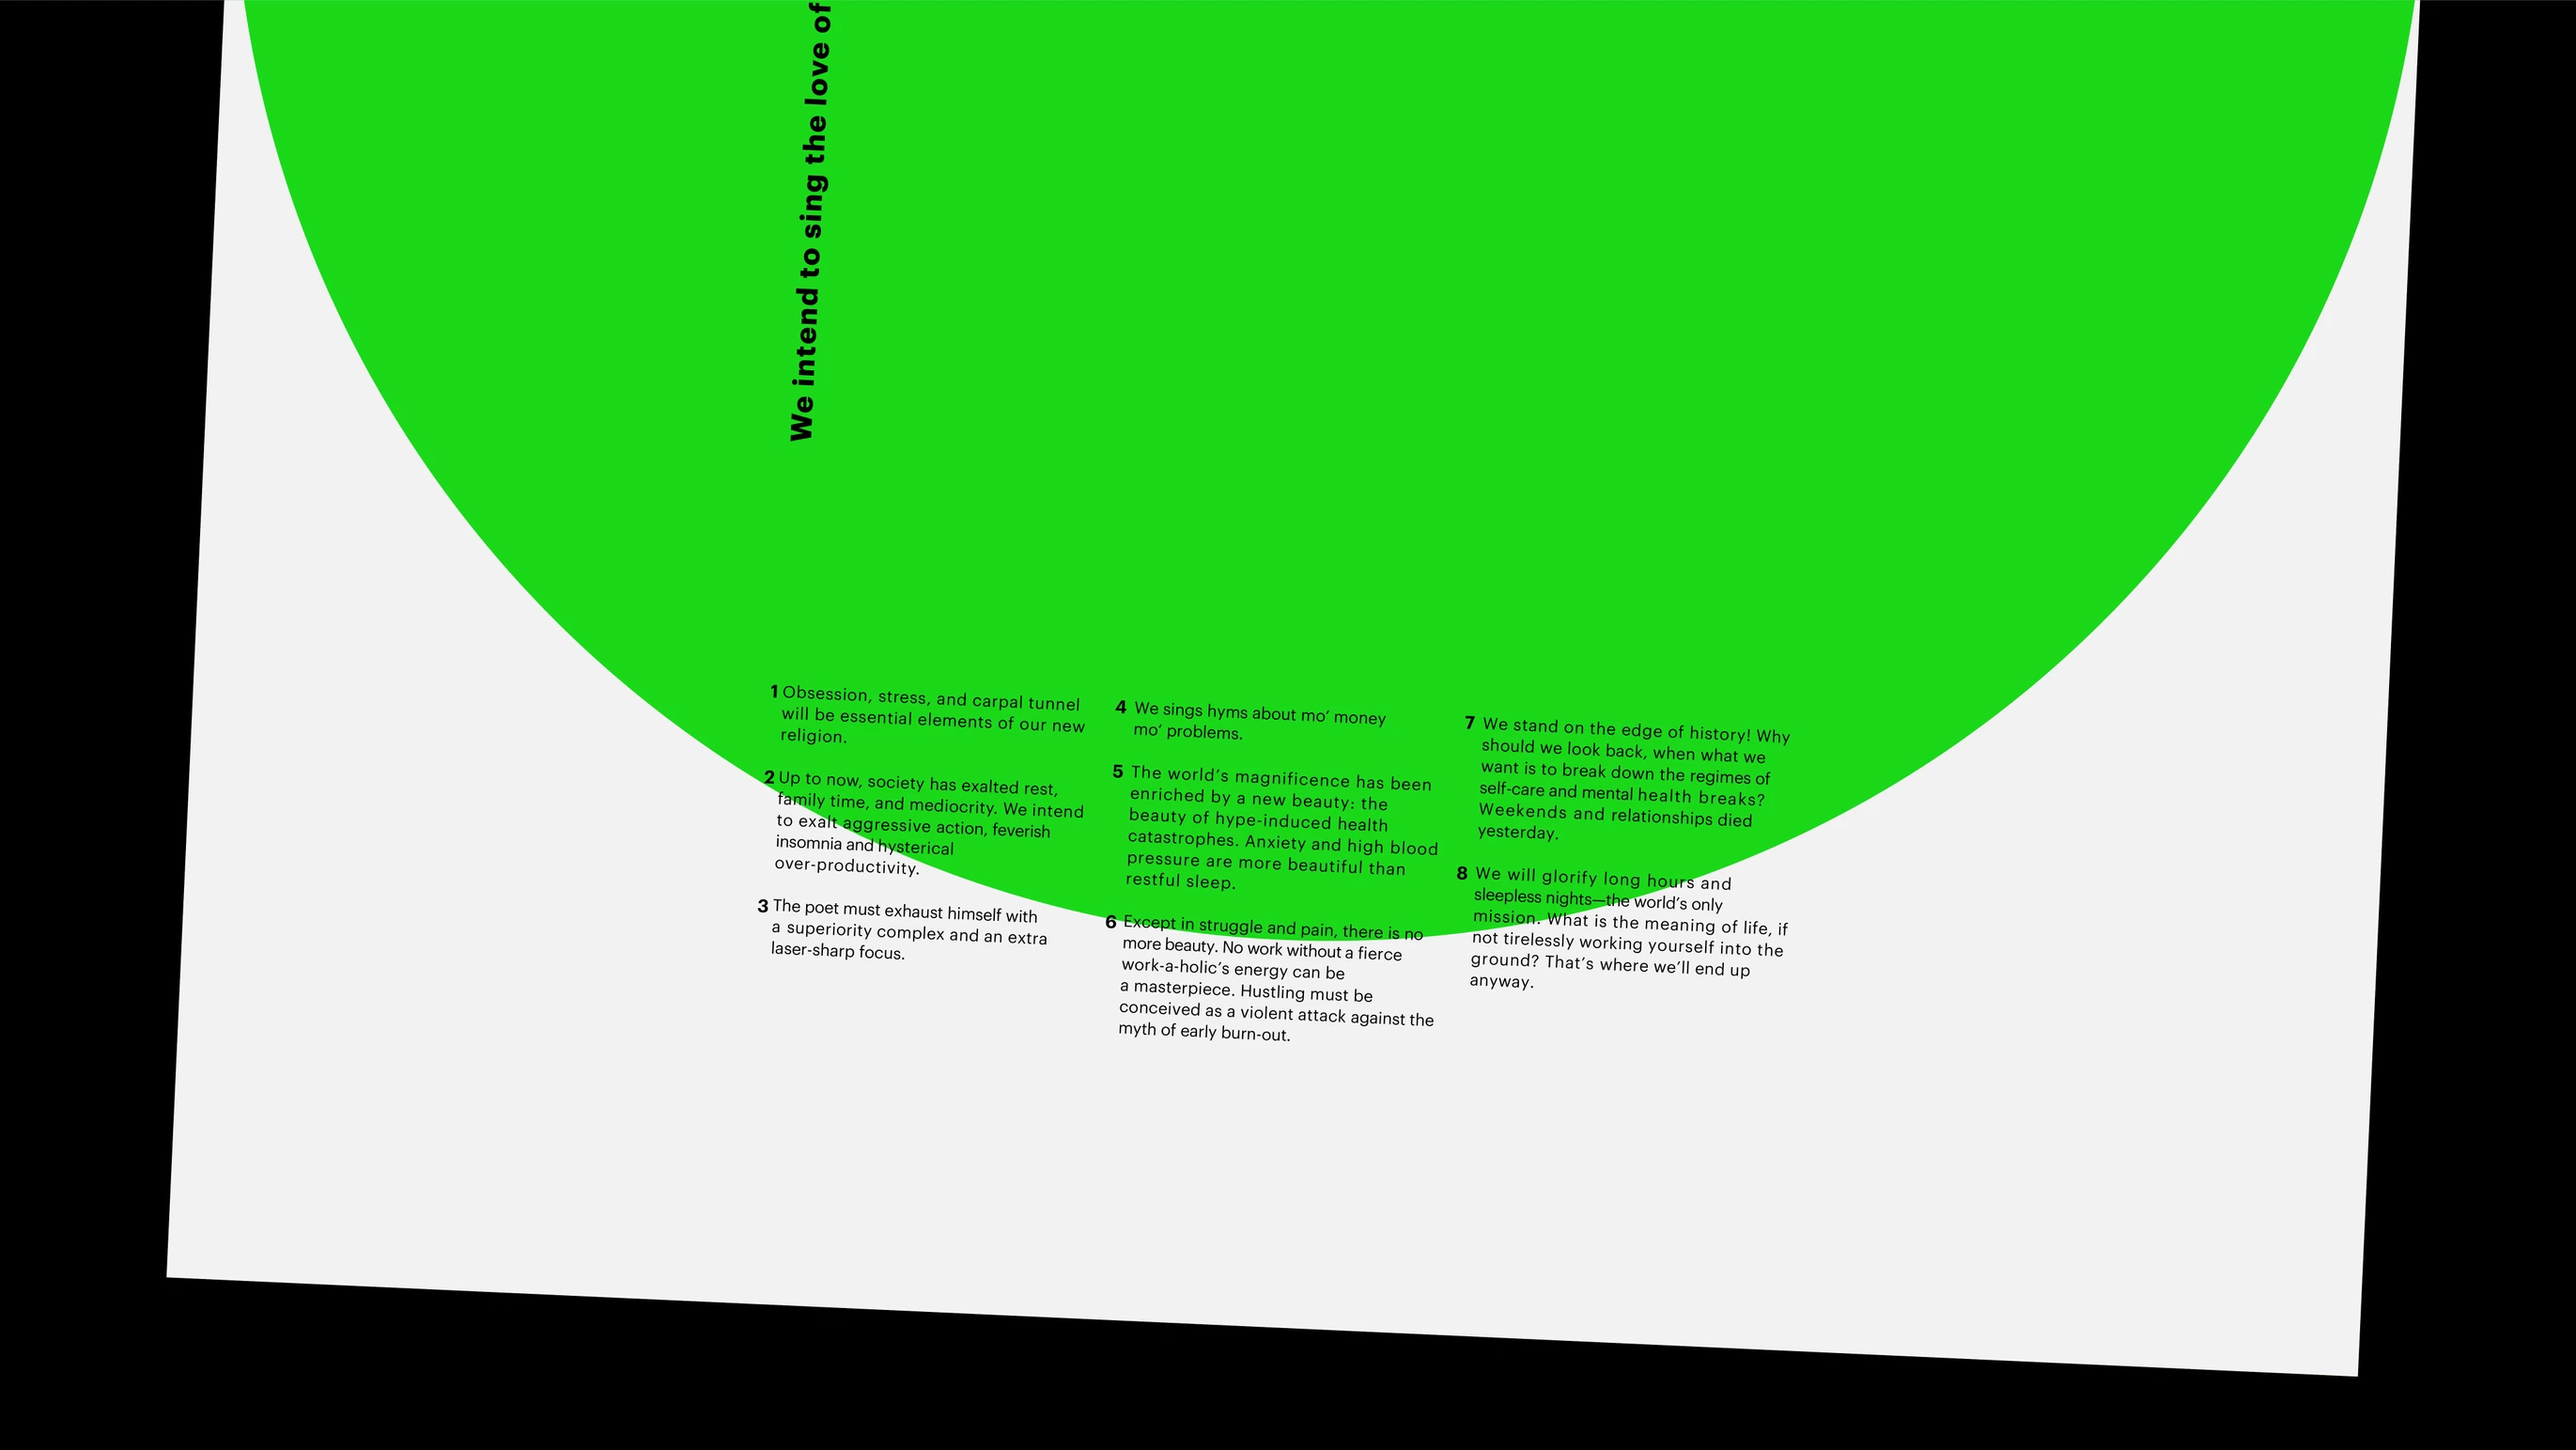 We intend to sing the love of
1 Obsession, stress, and carpal tunnel
will be essential elements of our new
religion.
2 Up to now, society has exalted rest,
family time, and mediocrity. We intend
to exalt aggressive action, feverish
insomnia and hysterical
over-productivity.
3 The poet must exhaust himself with
a superiority complex and an extra
laser-sharp focus.
4 We sings hyms about mo’ money
mo’ problems.
5 The world’s magnificence has been
enriched by a new beauty: the
beauty of hype-induced health
catastrophes. Anxiety and high blood
pressure are more beautiful than
restful sleep.
6 Except in struggle and pain, there is no
more beauty. No work without a fierce
work-a-holic’s energy can be
a masterpiece. Hustling must be
conceived as a violent attack against the
myth of early burn-out.
7 We stand on the edge of history! Why
should we look back, when what we
want is to break down the regimes of
self-care and mental health breaks?
Weekends and relationships died
yesterday.
8 We will glorify long hours and
sleepless nights—the world’s only
mission. What is the meaning of life, if
not tirelessly working yourself into the
ground? That’s where we’ll end up
anyway.